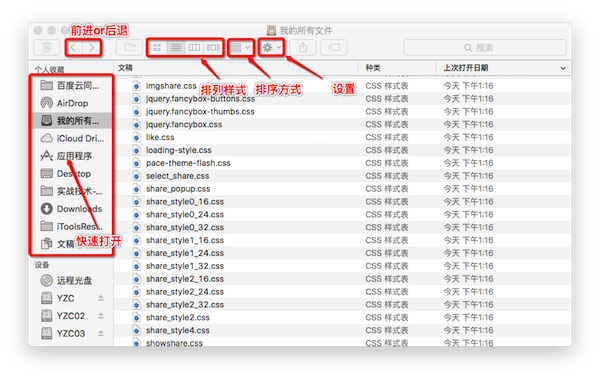 前进or后退
我的所有文件
搜索
排列样式 排序方式 设置
个人收藏
百度云同...
AirDrop
我的所有...
iCloud Dri...
应用程序
Desktop
实战技术-...
Downloads
iToolsRes...
文稿
快速打开
设备
远程光盘
YZC
YZC02
YZC03
文稿 种类 上次打开日期
imgshare.css CSS 样式表 今天 下午1:16
jquery.fancybox-buttons.css CSS 样式表 今天 下午1:16
jquery.fancybox-thumbs.css CSS 样式表 今天 下午1:16
jquery.fancybox.css CSS 样式表 今天 下午1:16
like.css CSS 样式表 今天 下午1:16
loading-style.css CSS 样式表 今天 下午1:16
pace-theme-flash.css CSS 样式表 今天 下午1:16
select_share.css CSS 样式表 今天 下午1:16
share_popup.css CSS 样式表 今天 下午1:16
share_style0_16.css CSS 样式表 今天 下午1:16
share_style0_24.css CSS 样式表 今天 下午1:16
share_style0_32.css CSS 样式表 今天 下午1:16
share_style1_16.css CSS 样式表 今天 下午1:16
share_style1_24.css CSS 样式表 今天 下午1:16
share_style1_32.css CSS 样式表 今天 下午1:16
share_style2_16.css CSS 样式表 今天 下午1:16
share_style2_24.css CSS 样式表 今天 下午1:16
share_style2_32.css CSS 样式表 今天 下午1:16
share_style2.css CSS 样式表 今天 下午1:16
share_style4.css CSS 样式表 今天 下午1:16
showshare.css CSS 样式表 今天 下午1:16